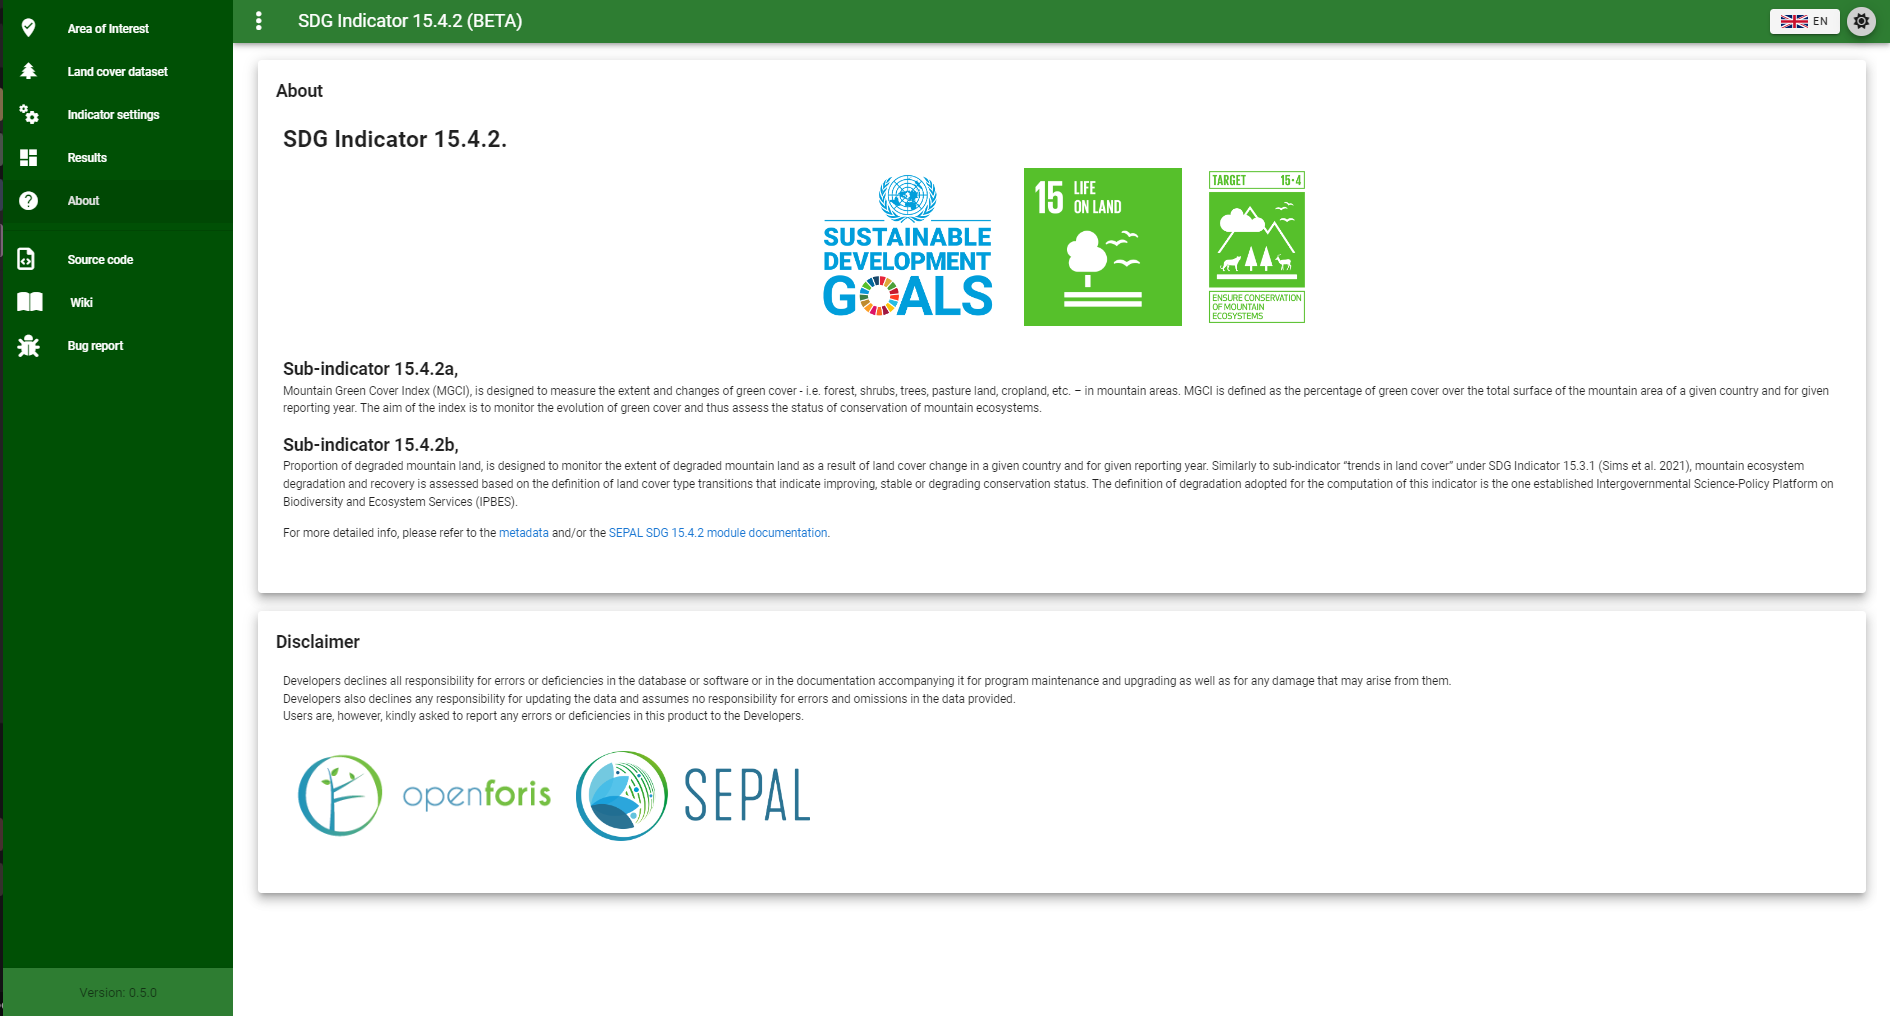 Area of Interest
Land cover dataset
Indicator settings
Results
About
Source code
Wiki
Bug report
Version: 0.5.0
SDG Indicator 15.4.2 (BETA)
EN
About
SDG Indicator 15.4.2.
SUSTAINABLE
DEVELOPMENT
GOALS
15 LIFE
ON LAND
TARGET 15·4
ENSURE CONSERVATION
OF MOUNTAIN
ECOSYSTEMS
Sub-indicator 15.4.2a,
Mountain Green Cover Index (MGCI), is designed to measure the extent and changes of green cover - i.e. forest, shrubs, trees, pasture land, cropland, etc. – in mountain areas. MGCI is defined as the percentage of green cover over the total surface of the mountain area of a given country and for given
reporting year. The aim of the index is to monitor the evolution of green cover and thus assess the status of conservation of mountain ecosystems.
Sub-indicator 15.4.2b,
Proportion of degraded mountain land, is designed to monitor the extent of degraded mountain land as a result of land cover change in a given country and for given reporting year. Similarly to sub-indicator “trends in land cover” under SDG Indicator 15.3.1 (Sims et al. 2021), mountain ecosystem
degradation and recovery is assessed based on the definition of land cover type transitions that indicate improving, stable or degrading conservation status. The definition of degradation adopted for the computation of this indicator is the one established Intergovernmental Science-Policy Platform on
Biodiversity and Ecosystem Services (IPBES).
For more detailed info, please refer to the metadata and/or the SEPAL SDG 15.4.2 module documentation.
Disclaimer
Developers declines all responsibility for errors or deficiencies in the database or software or in the documentation accompanying it for program maintenance and upgrading as well as for any damage that may arise from them.
Developers also declines any responsibility for updating the data and assumes no responsibility for errors and omissions in the data provided.
Users are, however, kindly asked to report any errors or deficiencies in this product to the Developers.
openforis
SEPAL